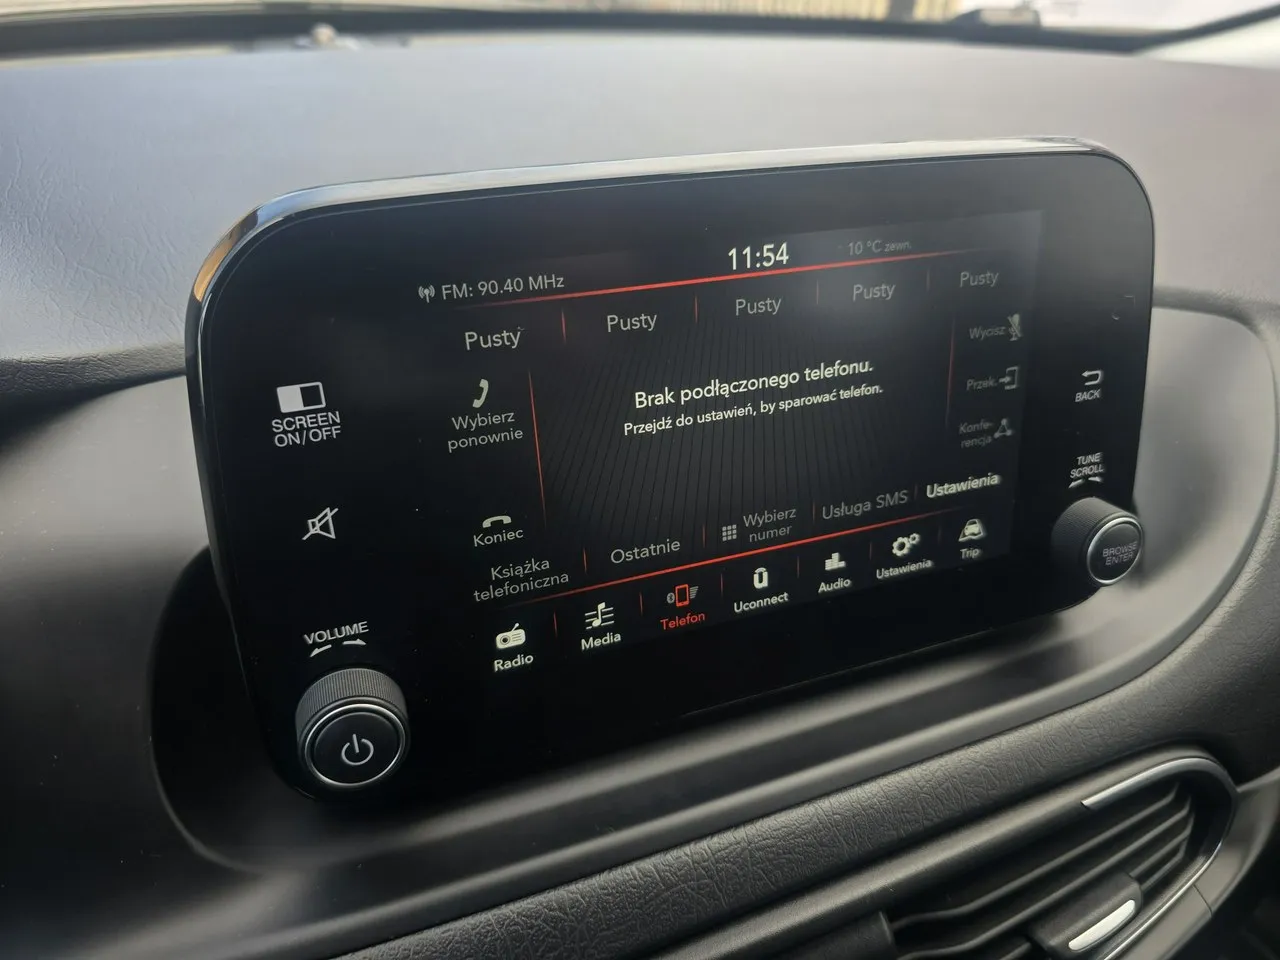 FM: 90.40 MHz
11:54
10 °C zewn.
Pusty
Pusty
Pusty
Pusty
Pusty
SCREEN
ON/OFF
Wybierz
ponownie
Brak podłączonego telefonu.
Przejdź do ustawień, by sparować telefon.
Wycisz
Przek.
Konfe-
rencja
BACK
TUNE
SCROLL
BROWSE
ENTER
Koniec
Książka
telefoniczna
Ostatnie
Wybierz
numer
Usługa SMS
Ustawienia
Radio
Media
Telefon
Uconnect
Audio
Ustawienia
Trip
VOLUME